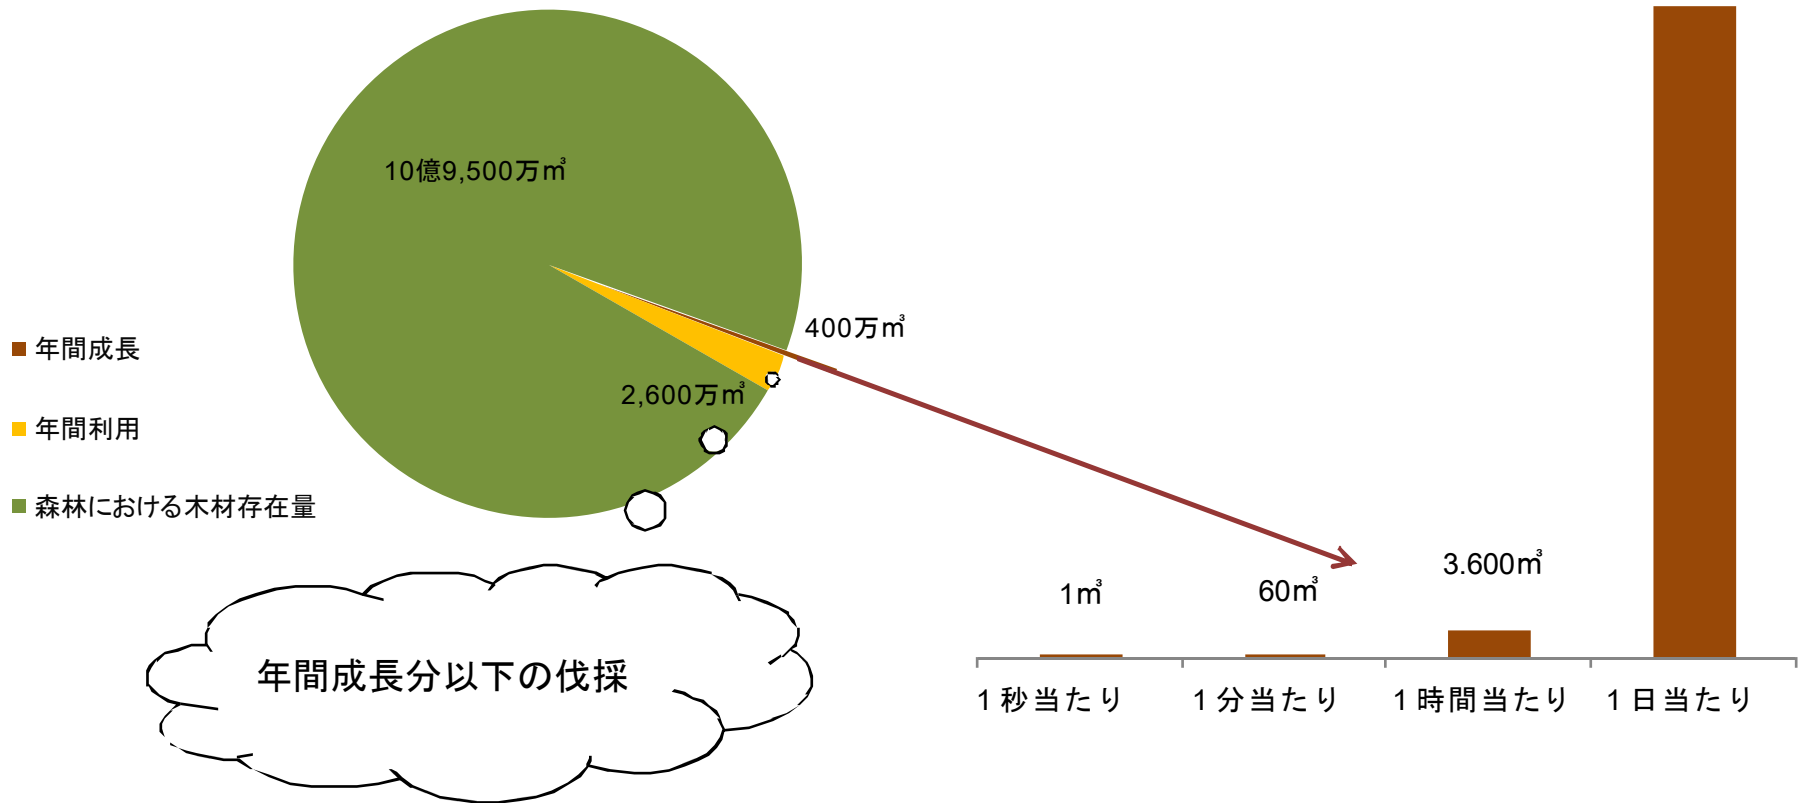 10億9,500万㎥
400万㎥
2,600万㎥
年間成長
年間利用
森林における木材存在量
年間成長分以下の伐採
1㎥
60㎥
3.600㎥
1秒当たり
1分当たり
1時間当たり
1日当たり